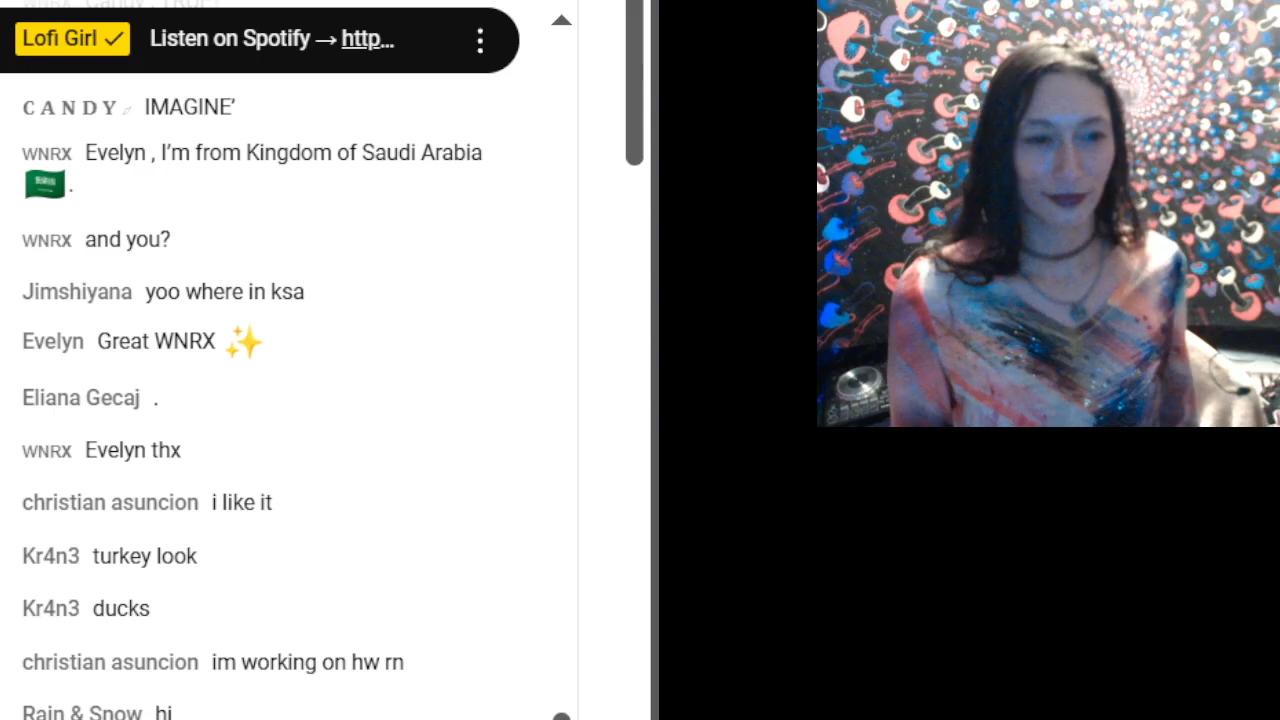 Lofi Girl ✓ Listen on Spotify → http...
C A N D Y IMAGINE’
WNRX Evelyn , I’m from Kingdom of Saudi Arabia
🇸🇦 .
WNRX and you?
Jimshiyana yoo where in ksa
Evelyn Great WNRX ✨
Eliana Gecaj .
WNRX Evelyn thx
christian asuncion i like it
Kr4n3 turkey look
Kr4n3 ducks
christian asuncion im working on hw rn
Rain & Snow hi